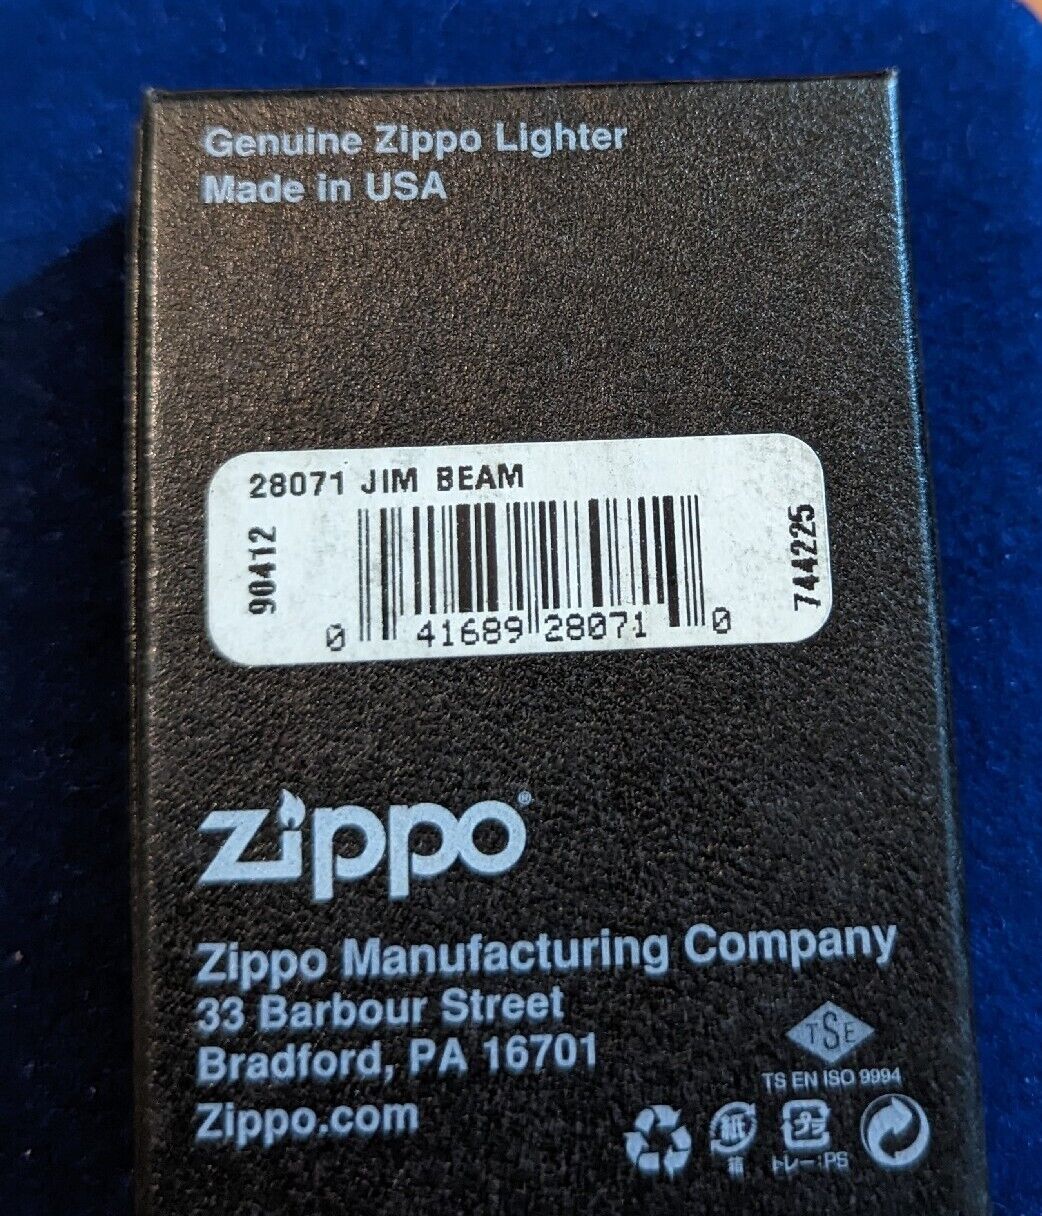 Genuine Zippo Lighter
Made in USA
28071 JIM BEAM
90412
744225
0 41689 28071 0
Zippo®
Zippo Manufacturing Company
33 Barbour Street
Bradford, PA 16701
Zippo.com
TSE
TS EN ISO 9994
紙
プラ
箱
トレー:PS